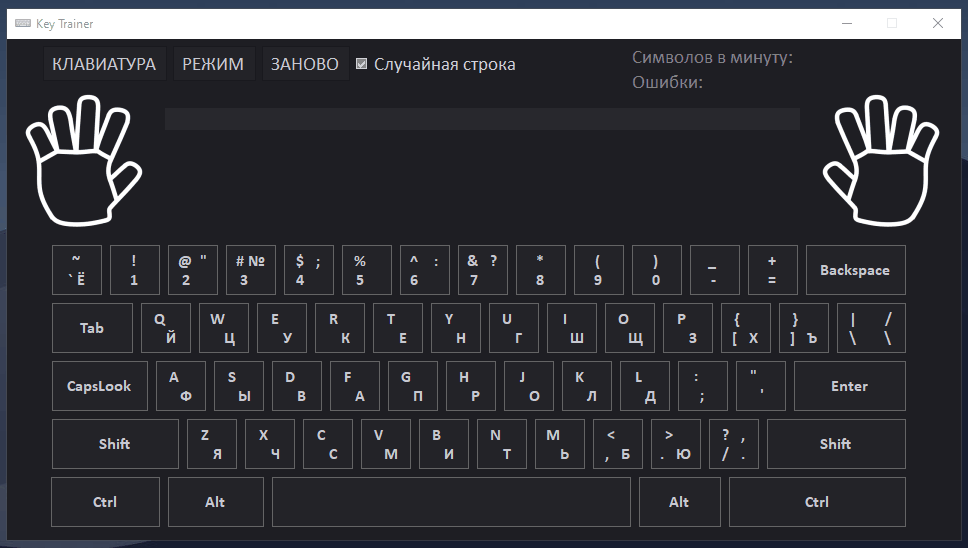 Key Trainer
КЛАВИАТУРА РЕЖИМ ЗАНОВО Случайная строка
Символов в минуту:
Ошибки:
~ ! @ " # № $ ; % ^ : & ? * ( ) _ +
` Ё 1 2 3 4 5 6 7 8 9 0 - = Backspace
Tab Q W E R T Y U I O P { } | /
Й Ц У К Е Н Г Ш Щ З [ Х ] Ъ \ \
CapsLook A S D F G H J K L : " Enter
Ф Ы В А П Р О Л Д ; '
Shift Z X C V B N M < > ? , Shift
Я Ч С М И Т Ь , Б . Ю / .
Ctrl Alt Alt Ctrl